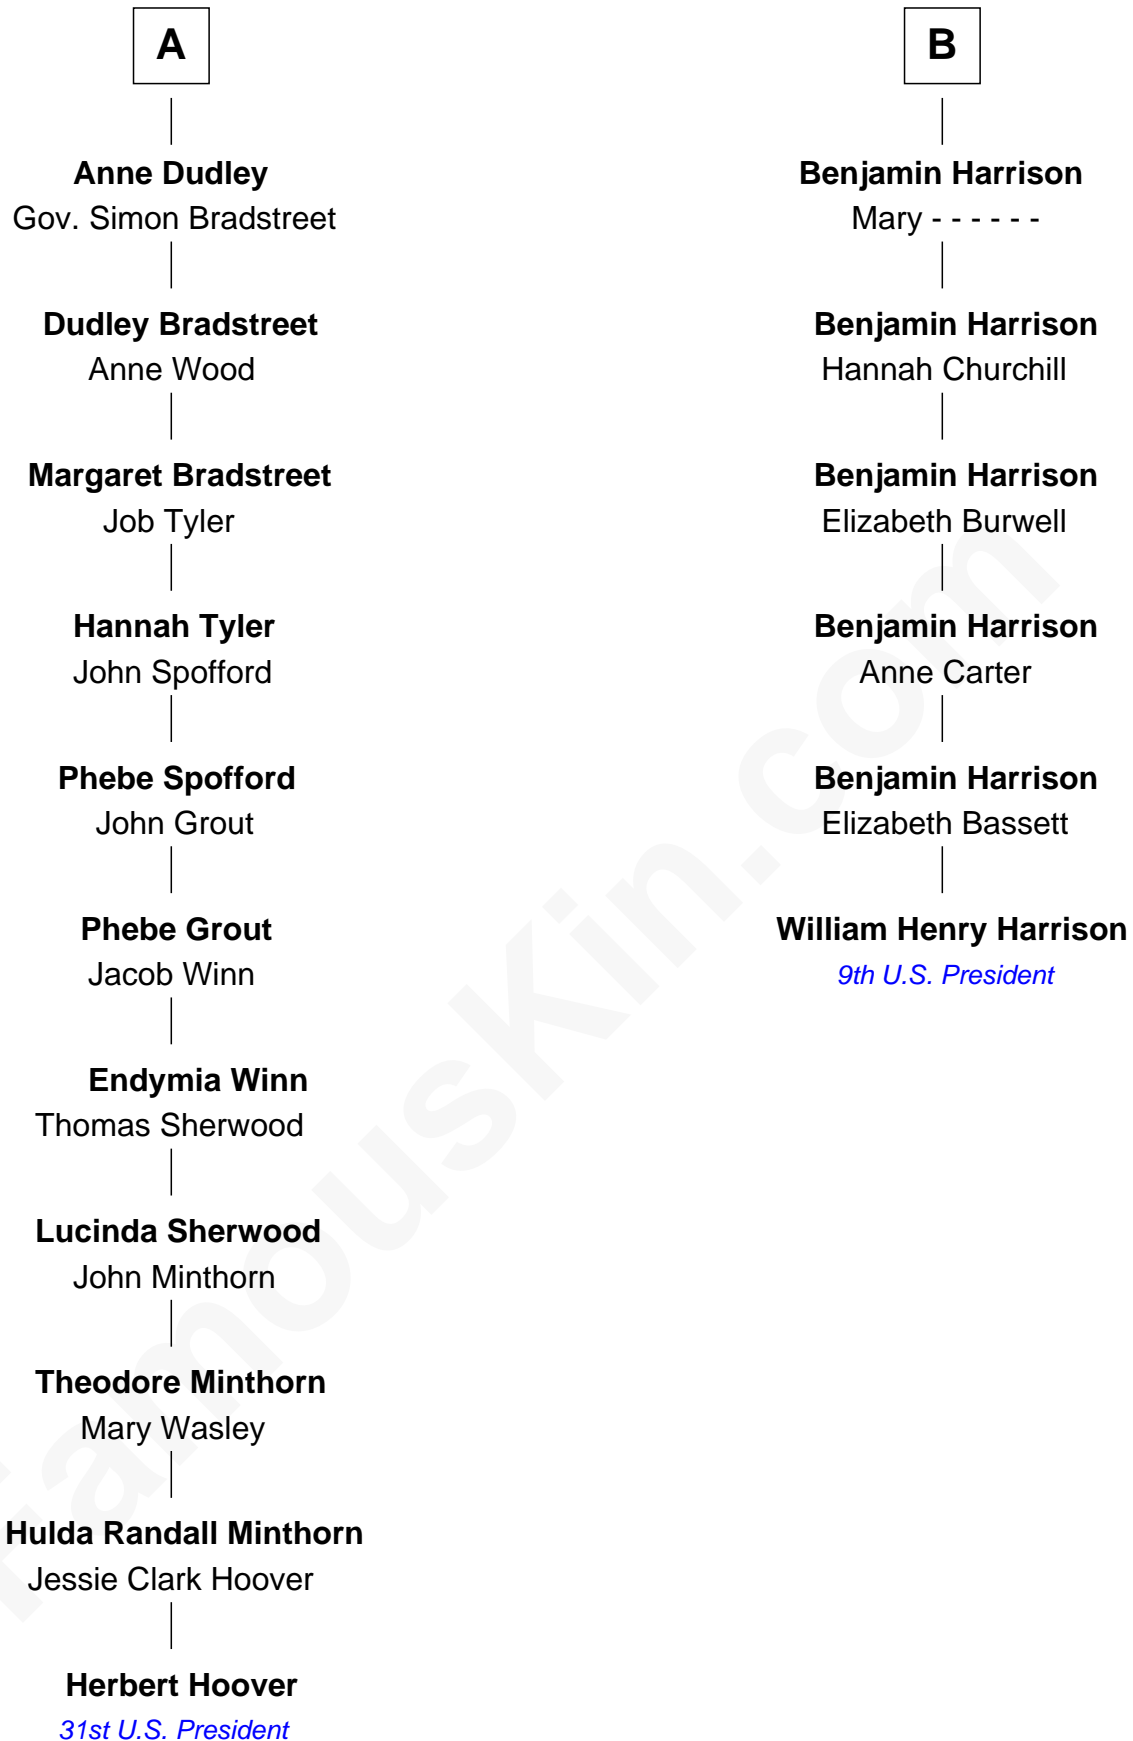 A
Anne Dudley
Gov. Simon Bradstreet
Dudley Bradstreet
Anne Wood
Margaret Bradstreet
Job Tyler
Hannah Tyler
John Spofford
Phebe Spofford
John Grout
Phebe Grout
Jacob Winn
Endymia Winn
Thomas Sherwood
Lucinda Sherwood
John Minthorn
Theodore Minthorn
Mary Wasley
Hulda Randall Minthorn
Jessie Clark Hoover
Herbert Hoover
31st U.S. President
B
Benjamin Harrison
Mary - - - - - -
Benjamin Harrison
Hannah Churchill
Benjamin Harrison
Elizabeth Burwell
Benjamin Harrison
Anne Carter
Benjamin Harrison
Elizabeth Bassett
William Henry Harrison
9th U.S. President
FamousKin.com